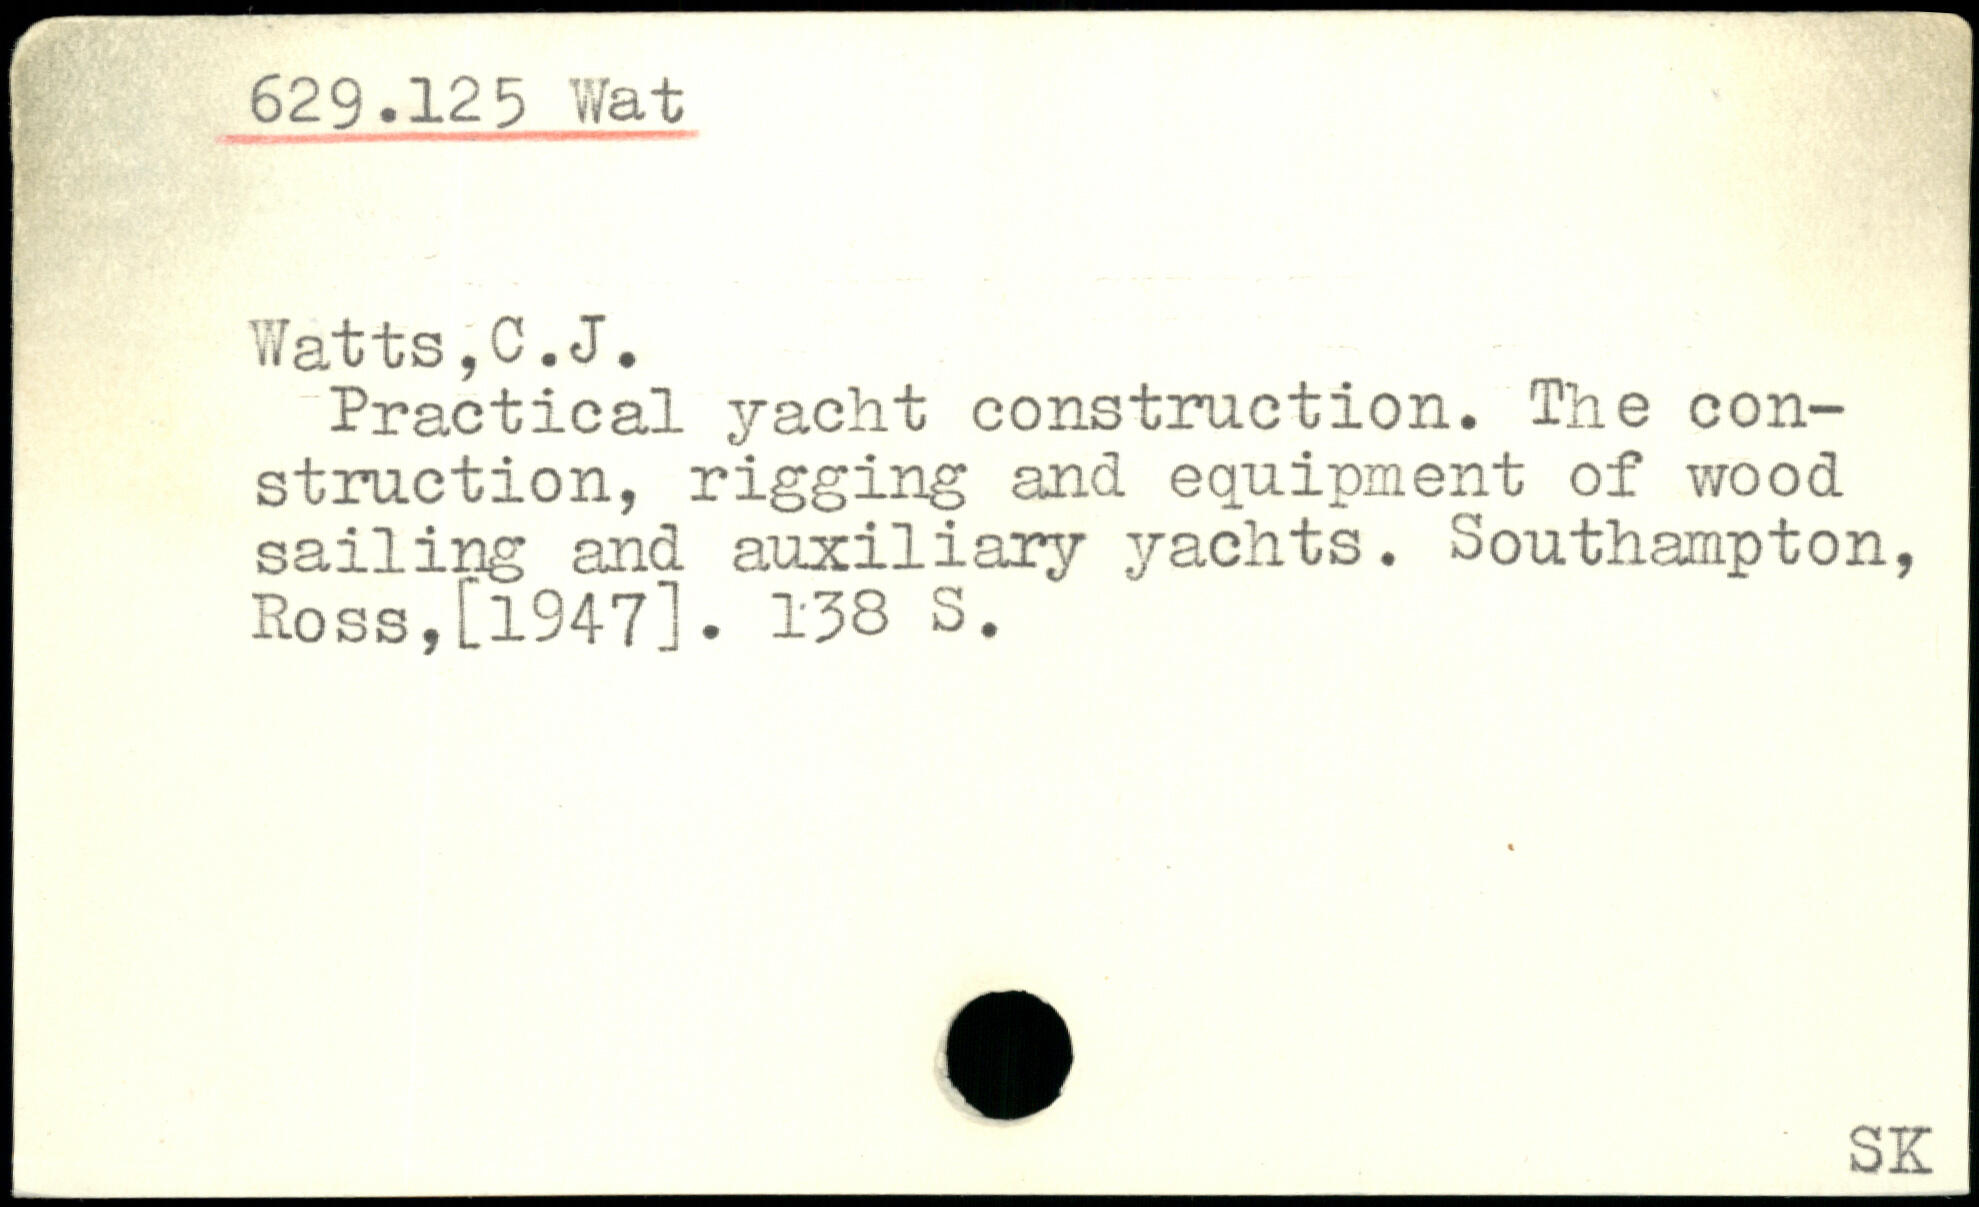 629.125 Wat
Watts,C.J.
Practical yacht construction. The con-
struction, rigging and equipment of wood
sailing and auxiliary yachts. Southampton,
Ross,[1947]. 138 S.
SK